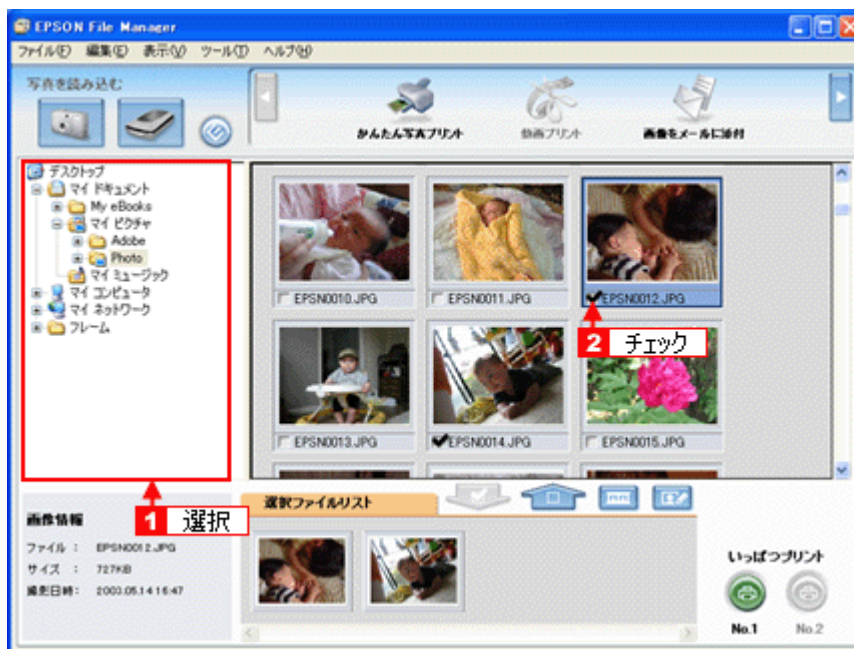 EPSON File Manager
ファイル(F) 編集(E) 表示(V) ツール(T) ヘルプ(H)
写真を読み込む
かんたん写真プリント
動画プリント
画像をメールに添付
デスクトップ
マイ ドキュメント
My eBooks
マイ ピクチャ
Adobe
Photo
マイ ミュージック
マイ コンピュータ
マイ ネットワーク
フレーム
EPSN0010.JPG
EPSN0011.JPG
EPSN0012.JPG
2 チェック
EPSN0013.JPG
EPSN0014.JPG
EPSN0015.JPG
1 選択
選択ファイルリスト
画像情報
ファイル : EPSN0012.JPG
サイズ : 727KB
撮影日時: 2003.05.14 16:47
いっぱつプリント
No.1
No.2